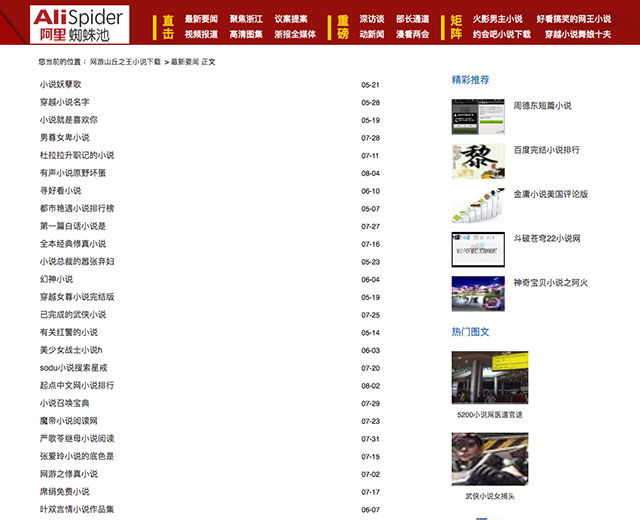 AliSpider
阿里 蜘蛛池
直击
最新要闻 聚焦浙江 议案提案
视频报道 高清图集 浙报全媒体
重磅
深访谈 部长通道
动新闻 漫看两会
矩阵
火影男主小说 好看搞笑的网王小说
约会吧小说下载 穿越小说舞娘十夫
您当前的位置： 网游山丘之王小说下载 > 最新要闻 正文
小说妖孽歌 05-21
穿越小说名字 05-28
小说就是喜欢你 05-19
男尊女卑小说 07-28
杜拉拉升职记的小说 07-11
有声小说原野坏蛋 08-04
寻好看小说 06-10
都市艳遇小说排行榜 05-07
第一篇白话小说是 07-27
全本经典修真小说 07-16
小说总裁的嚣张弃妇 05-23
幻神小说 06-04
穿越女尊小说完结版 05-19
已完成的武侠小说 07-25
有关红警的小说 05-14
美少女战士小说h 06-03
sodu小说搜索星戒 07-20
起点中文网小说排行 08-02
小说召唤宝典 07-29
魔帝小说阅读网 07-23
严歌苓继母小说阅读 07-31
张爱玲小说的底色是 07-15
网游之修真小说 07-02
席绢免费小说 07-17
叶双言情小说作品集 06-07
精彩推荐
周德东短篇小说
黎
百度完结小说排行
金庸小说美国评论版
斗破苍穹22小说网
神奇宝贝小说之阿火
热门图文
5200小说网医道官途
武侠小说女捕头